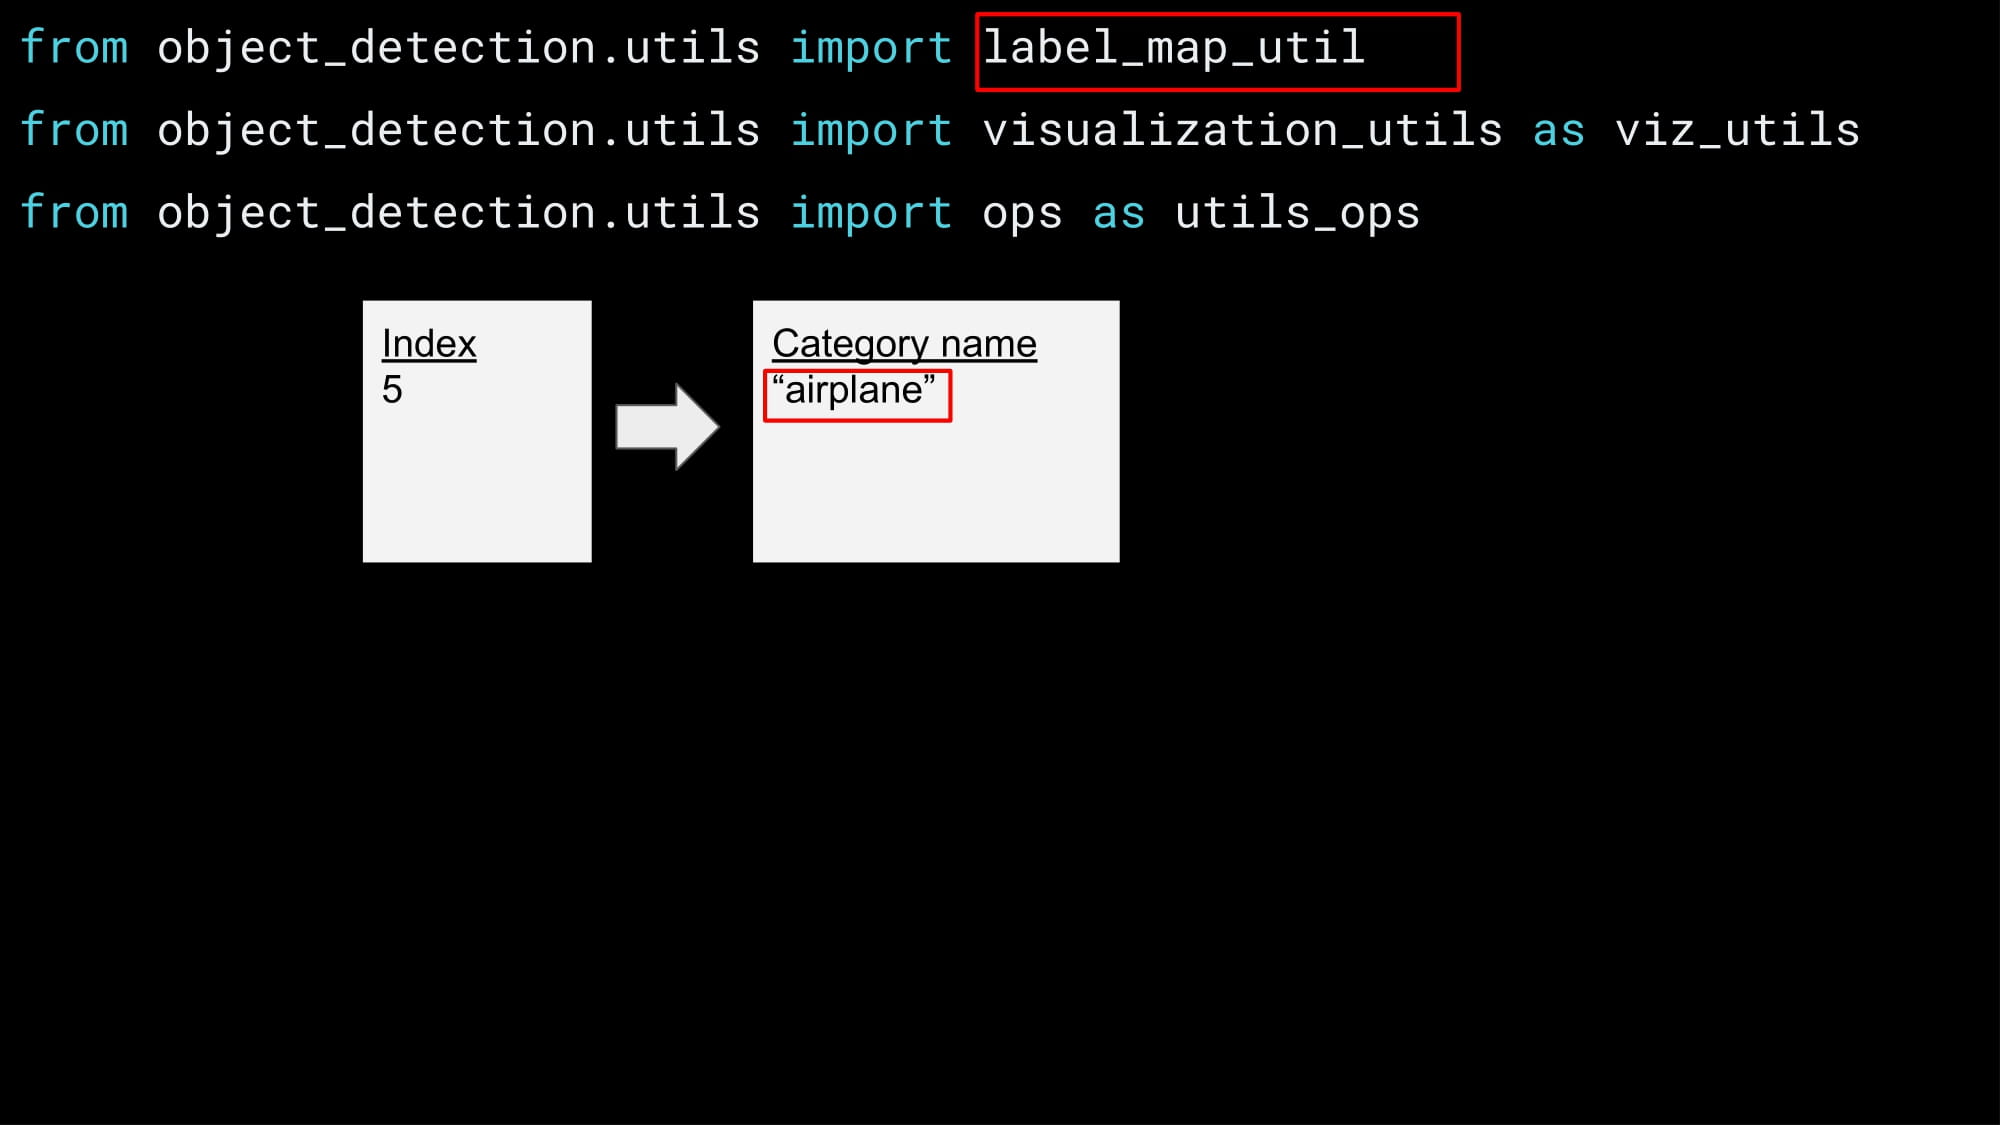 from object_detection.utils import label_map_util
from object_detection.utils import visualization_utils as viz_utils
from object_detection.utils import ops as utils_ops
Index
5
Category name
“airplane”